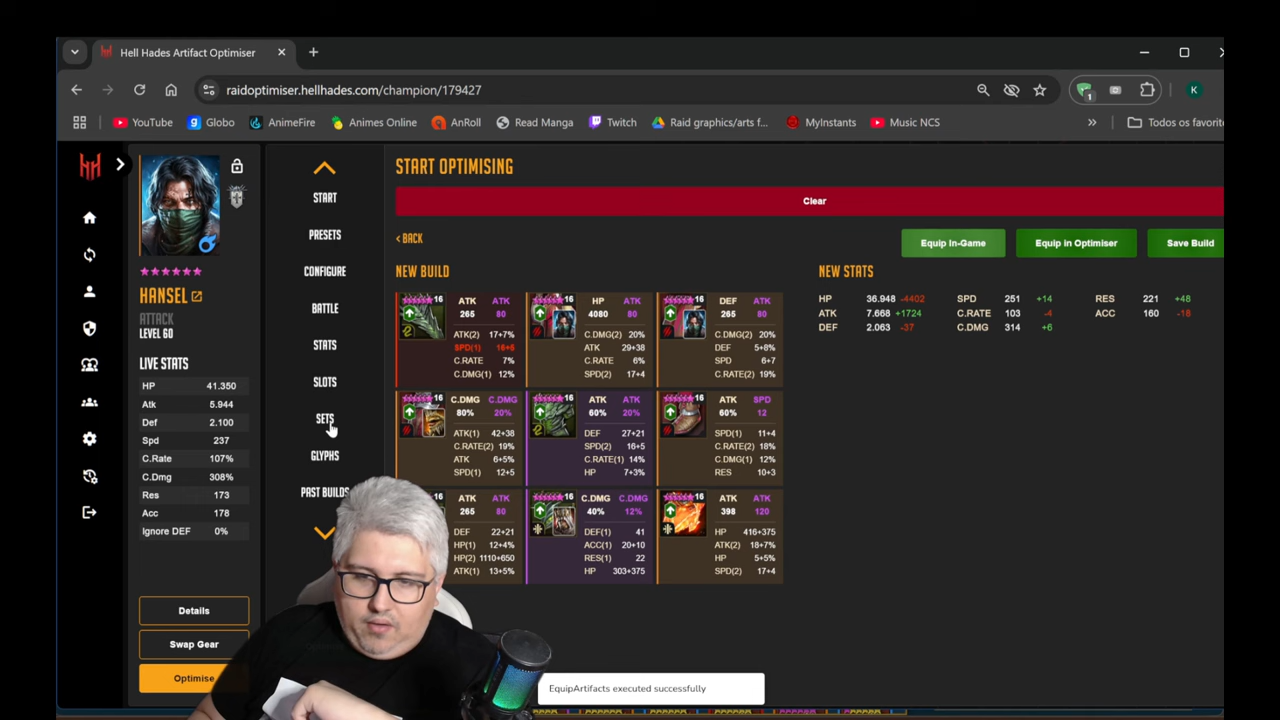 Hell Hades Artifact Optimiser
raidoptimiser.hellhades.com/champion/179427
1
K
YouTube
Globo
AnimeFire
Animes Online
AnRoll
Read Manga
Twitch
Raid graphics/arts f...
MyInstants
Music NCS
»
Todos os favorit
HANSEL
ATTACK
LEVEL 60
LIVE STATS
HP 41.350
Atk 5.944
Def 2.100
Spd 237
C.Rate 107%
C.Dmg 308%
Res 173
Acc 178
Ignore DEF 0%
Details
Swap Gear
Optimise
START
PRESETS
CONFIGURE
BATTLE
STATS
SLOTS
SETS
GLYPHS
PAST BUILDS
START OPTIMISING
Clear
< BACK
Equip In-Game
Equip in Optimiser
Save Build
NEW BUILD
16 ATK ATK
265 80
ATK(2) 17+7%
SPD(1) 16+6
C.RATE 7%
C.DMG(1) 12%
16 HP ATK
4080 80
C.DMG(2) 20%
ATK 29+38
C.RATE 6%
SPD(2) 17+4
16 DEF ATK
265 80
C.DMG(2) 20%
DEF 5+8%
SPD 6+7
C.RATE(2) 19%
16 C.DMG C.DMG
80% 20%
ATK(1) 42+38
C.RATE(2) 19%
ATK 6+5%
SPD(1) 12+5
16 ATK ATK
60% 20%
DEF 27+21
SPD(2) 16+5
C.RATE(1) 14%
HP 7+3%
16 ATK SPD
60% 12
SPD(1) 11+4
C.RATE(2) 18%
C.DMG(1) 12%
RES 10+3
16 ATK ATK
265 80
DEF 22+21
HP(1) 12+4%
HP(2) 1110+650
ATK(1) 13+5%
16 C.DMG C.DMG
40% 12%
DEF(1) 41
ACC(1) 20+10
RES(1) 22
HP 303+375
16 ATK ATK
398 120
HP 416+375
ATK(2) 18+7%
HP 5+5%
SPD(2) 17+4
NEW STATS
HP 36.948 -4402 SPD 251 +14 RES 221 +48
ATK 7.668 +1724 C.RATE 103 -4 ACC 160 -18
DEF 2.063 -37 C.DMG 314 +6
EquipArtifacts executed successfully